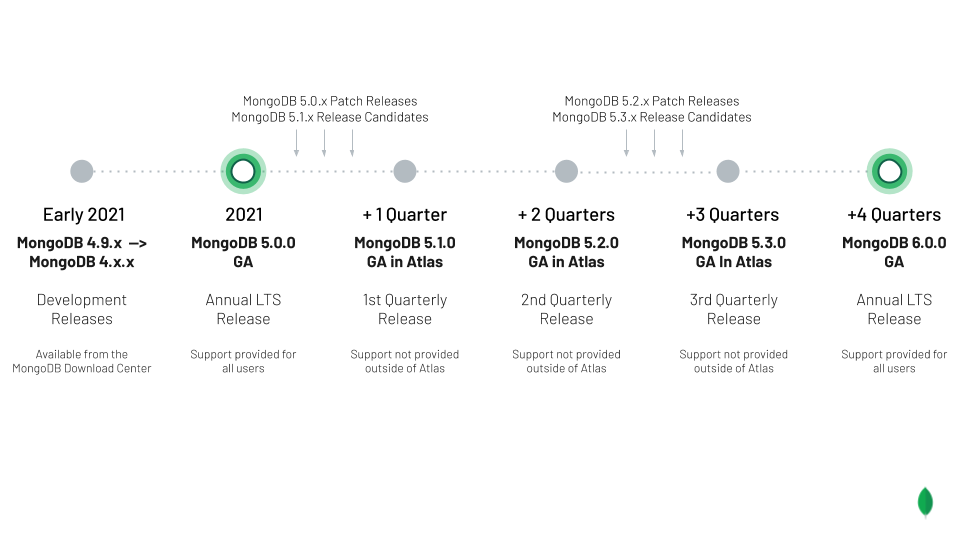 MongoDB 5.0.x Patch Releases
MongoDB 5.1.x Release Candidates
MongoDB 5.2.x Patch Releases
MongoDB 5.3.x Release Candidates
Early 2021
MongoDB 4.9.x —>
MongoDB 4.x.x
Development
Releases
Available from the
MongoDB Download Center
2021
MongoDB 5.0.0
GA
Annual LTS
Release
Support provided for
all users
+ 1 Quarter
MongoDB 5.1.0
GA in Atlas
1st Quarterly
Release
Support not provided
outside of Atlas
+ 2 Quarters
MongoDB 5.2.0
GA in Atlas
2nd Quarterly
Release
Support not provided
outside of Atlas
+3 Quarters
MongoDB 5.3.0
GA In Atlas
3rd Quarterly
Release
Support not provided
outside of Atlas
+4 Quarters
MongoDB 6.0.0
GA
Annual LTS
Release
Support provided for
all users